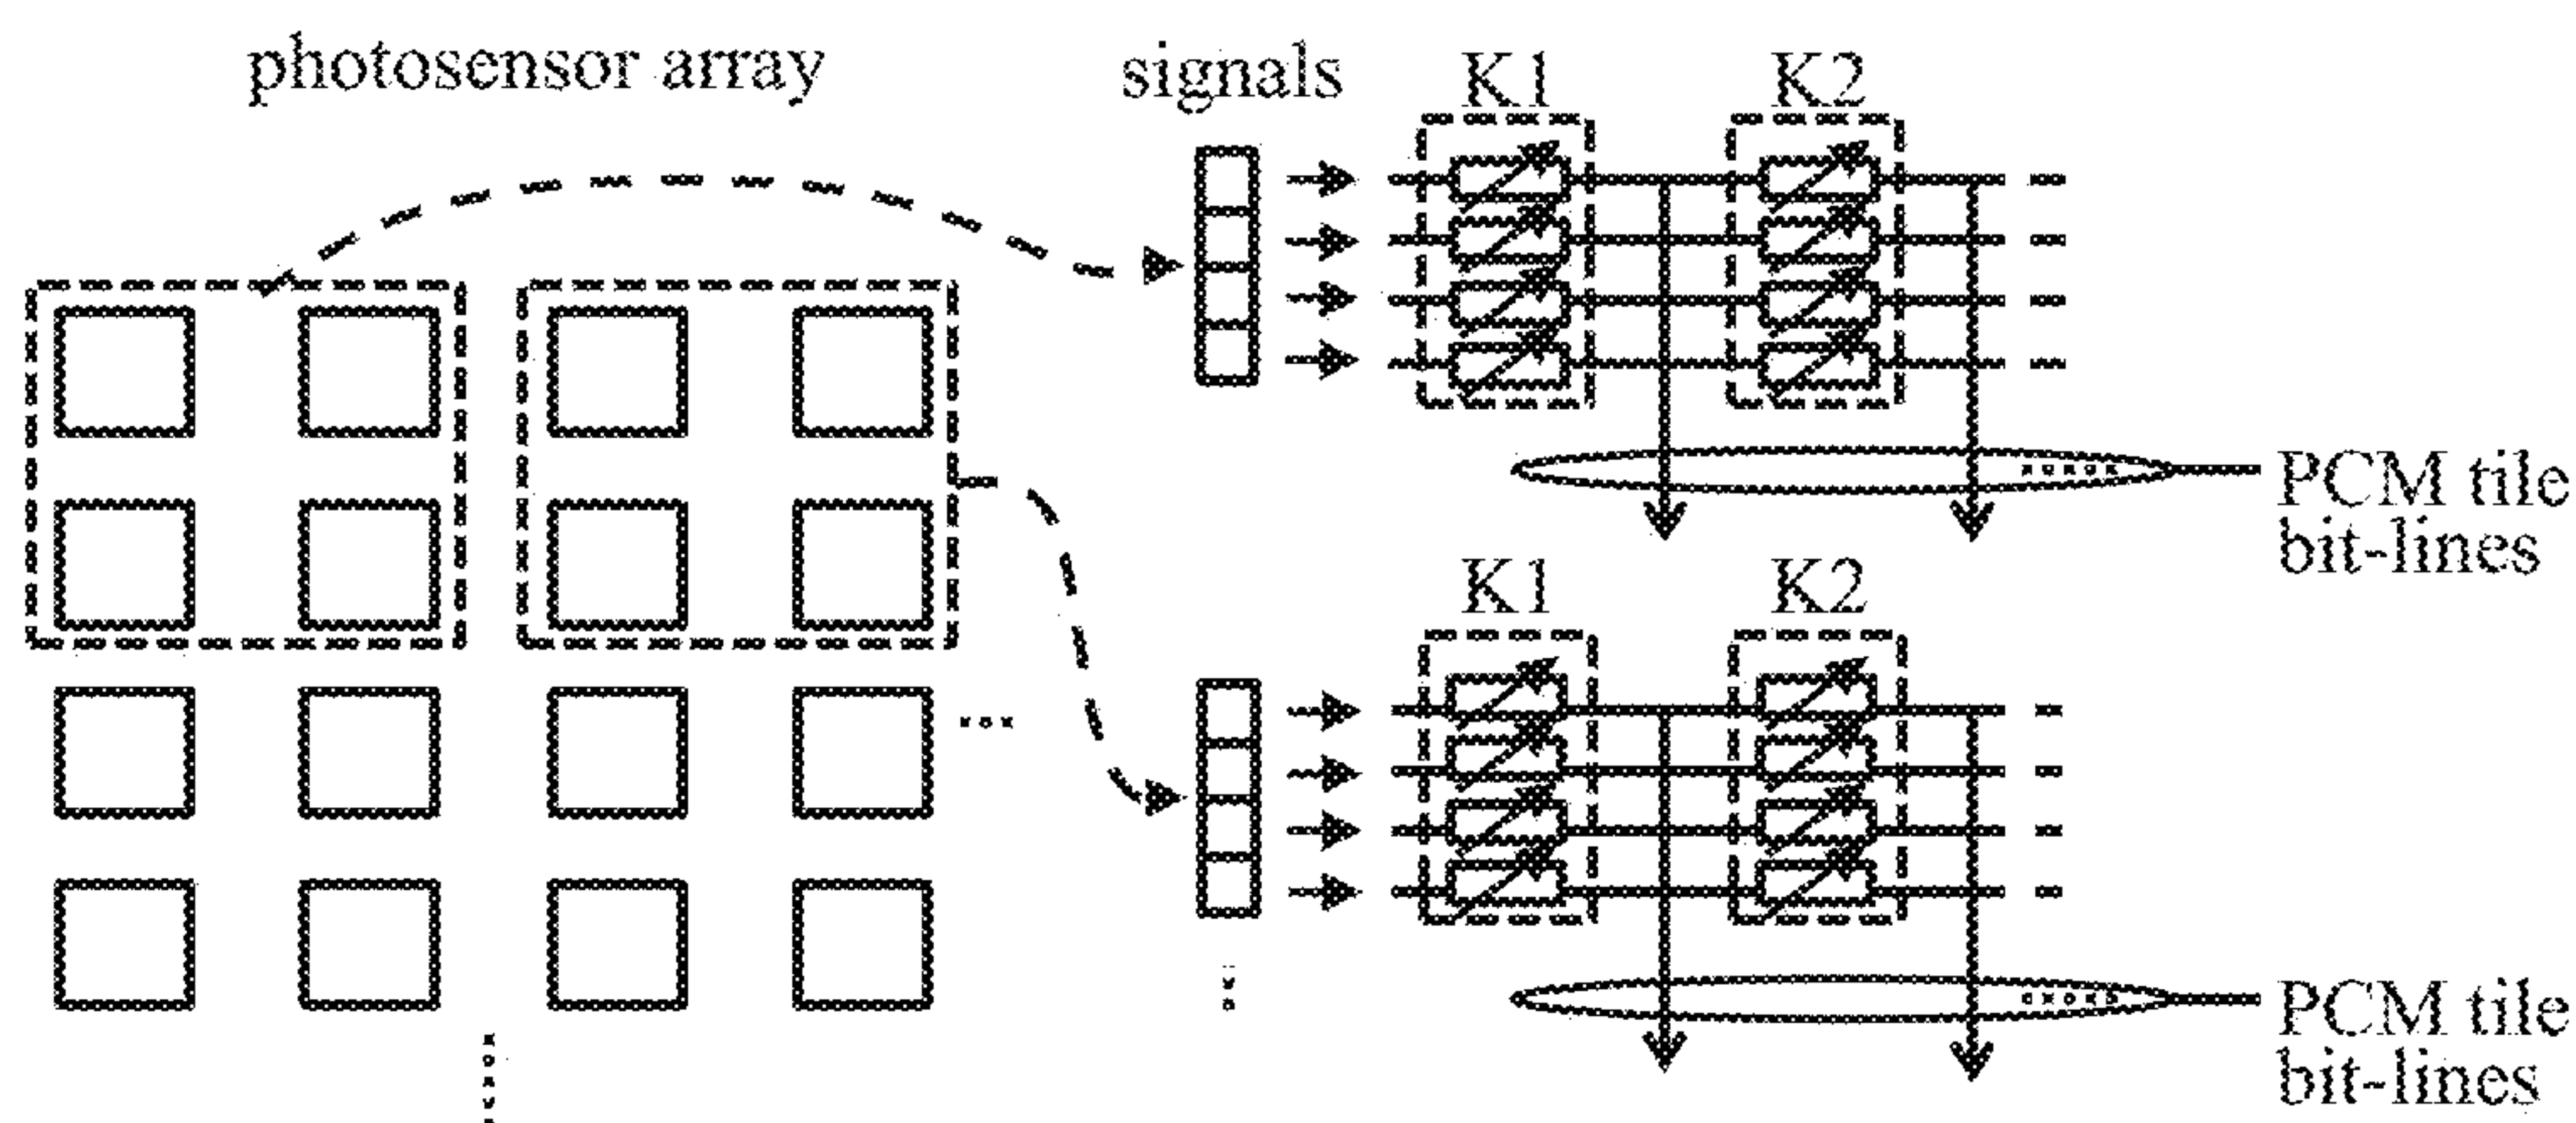 photosensor array
signals
K1
K2
PCM tile
bit-lines
K1
K2
PCM tile
bit-lines